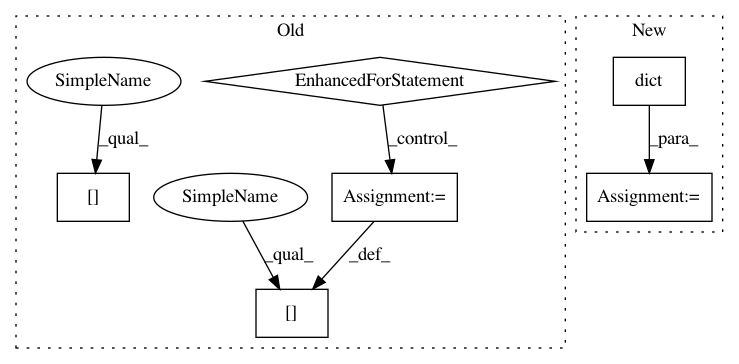 Old
New
SimpleName
EnhancedForStatement
dict
_qual_
_control_
_para_
[]
SimpleName
Assignment:=
Assignment:=
_qual_
_def_
[]